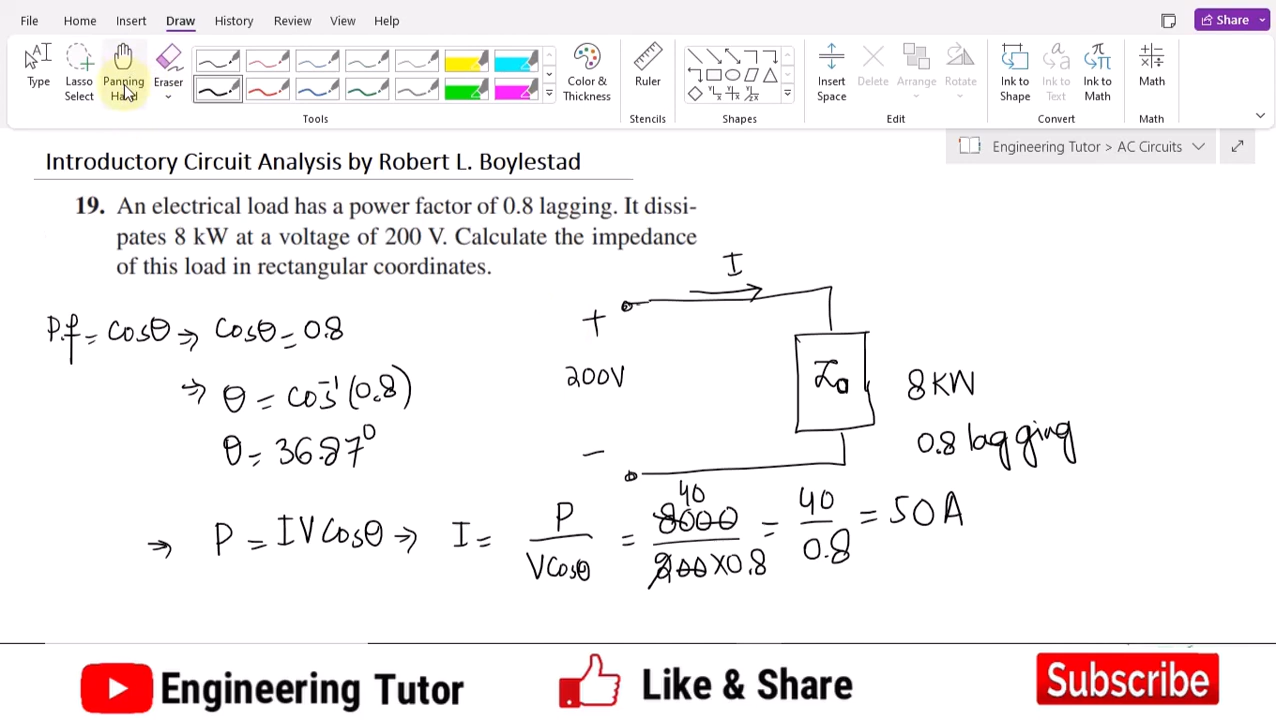 File Home Insert Draw History Review View Help Share
Type
Lasso Select
Panning Hand
Eraser
Color & Thickness
Ruler
Insert Space
Delete
Arrange
Rotate
Ink to Shape
Ink to Text
Ink to Math
Math
Tools Stencils Shapes Edit Convert Math
Introductory Circuit Analysis by Robert L. Boylestad
Engineering Tutor > AC Circuits
19. An electrical load has a power factor of 0.8 lagging. It dissi-
pates 8 kW at a voltage of 200 V. Calculate the impedance
of this load in rectangular coordinates.
I
P.f = cosθ ⇒ cosθ = 0.8
+
200V
−
⇒ θ = cos⁻¹(0.8)
θ = 36.87°
8KW
0.8 lagging
⇒ P = IVCosθ ⇒ I = P/VCosθ = 8000/200×0.8 = 40/0.8 = 50A
40
Engineering Tutor
Like & Share
Subscribe